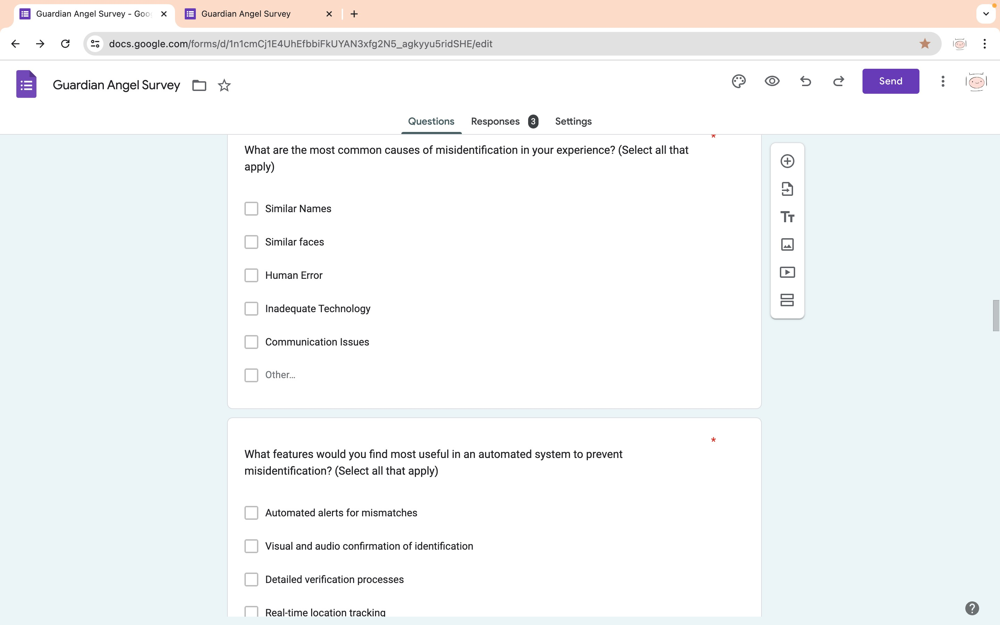 Guardian Angel Survey - Goo
Guardian Angel Survey
docs.google.com/forms/d/1n1cmCj1E4UhEfbbiFkUYAN3xfg2N5_agkyyu5ridSHE/edit
Guardian Angel Survey
Send
Questions
Responses 3
Settings
*
What are the most common causes of misidentification in your experience? (Select all that
apply)
Similar Names
Similar faces
Human Error
Inadequate Technology
Communication Issues
Other…
*
What features would you find most useful in an automated system to prevent
misidentification? (Select all that apply)
Automated alerts for mismatches
Visual and audio confirmation of identification
Detailed verification processes
Real-time location tracking